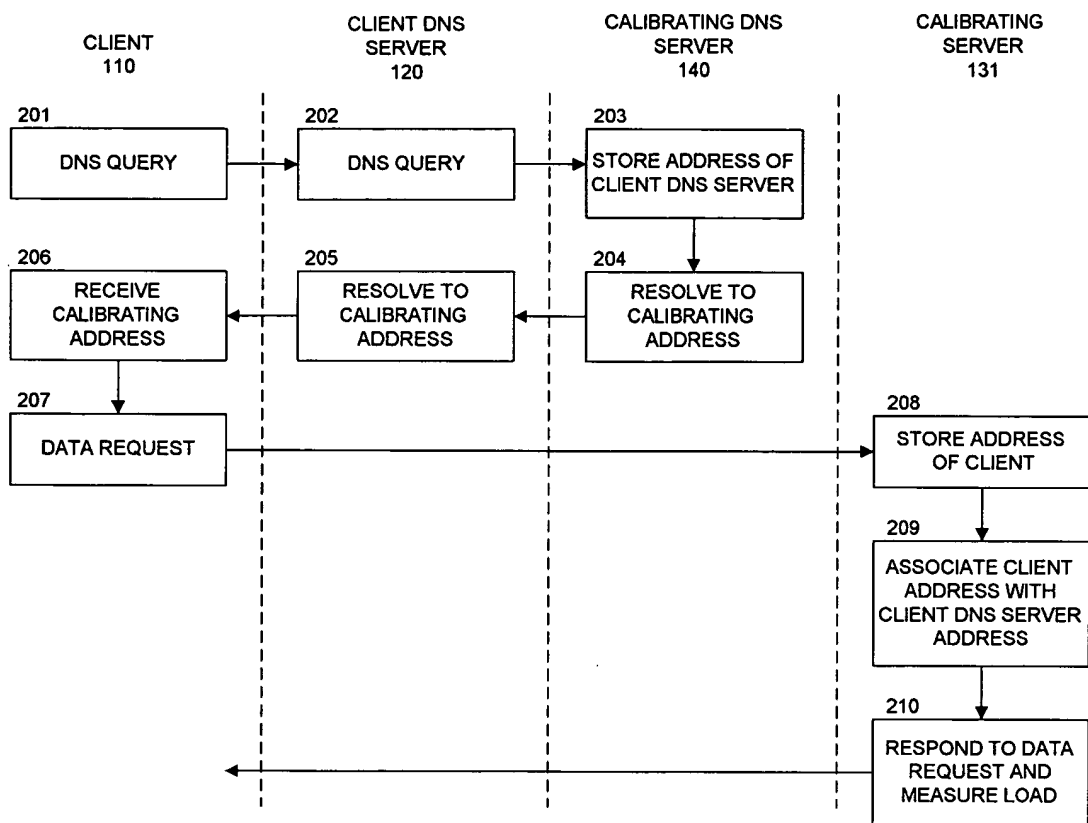 CLIENT
110
CLIENT DNS
SERVER
120
CALIBRATING DNS
SERVER
140
CALIBRATING
SERVER
131
201
DNS QUERY
202
DNS QUERY
203
STORE ADDRESS OF
CLIENT DNS SERVER
206
RECEIVE
CALIBRATING
ADDRESS
205
RESOLVE TO
CALIBRATING
ADDRESS
204
RESOLVE TO
CALIBRATING
ADDRESS
207
DATA REQUEST
208
STORE ADDRESS
OF CLIENT
209
ASSOCIATE CLIENT
ADDRESS WITH
CLIENT DNS SERVER
ADDRESS
210
RESPOND TO DATA
REQUEST AND
MEASURE LOAD